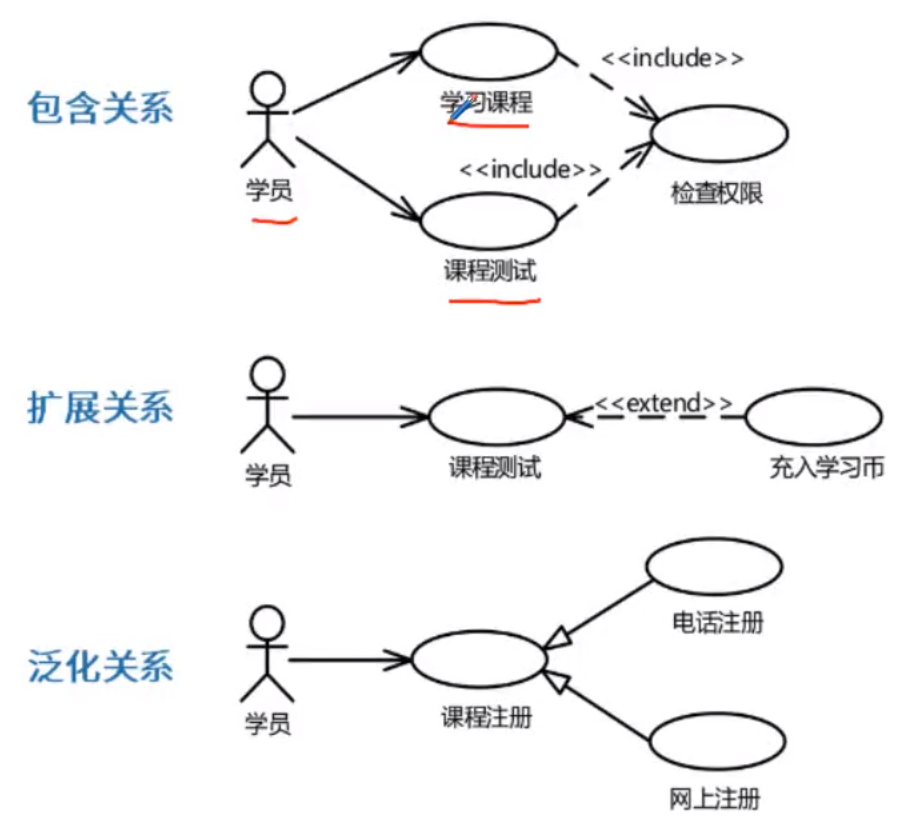 <<include>>
包含关系
学习课程
学员
<<include>>
检查权限
课程测试
扩展关系
<<extend>>
学员
课程测试
充入学习币
泛化关系
电话注册
学员
课程注册
网上注册